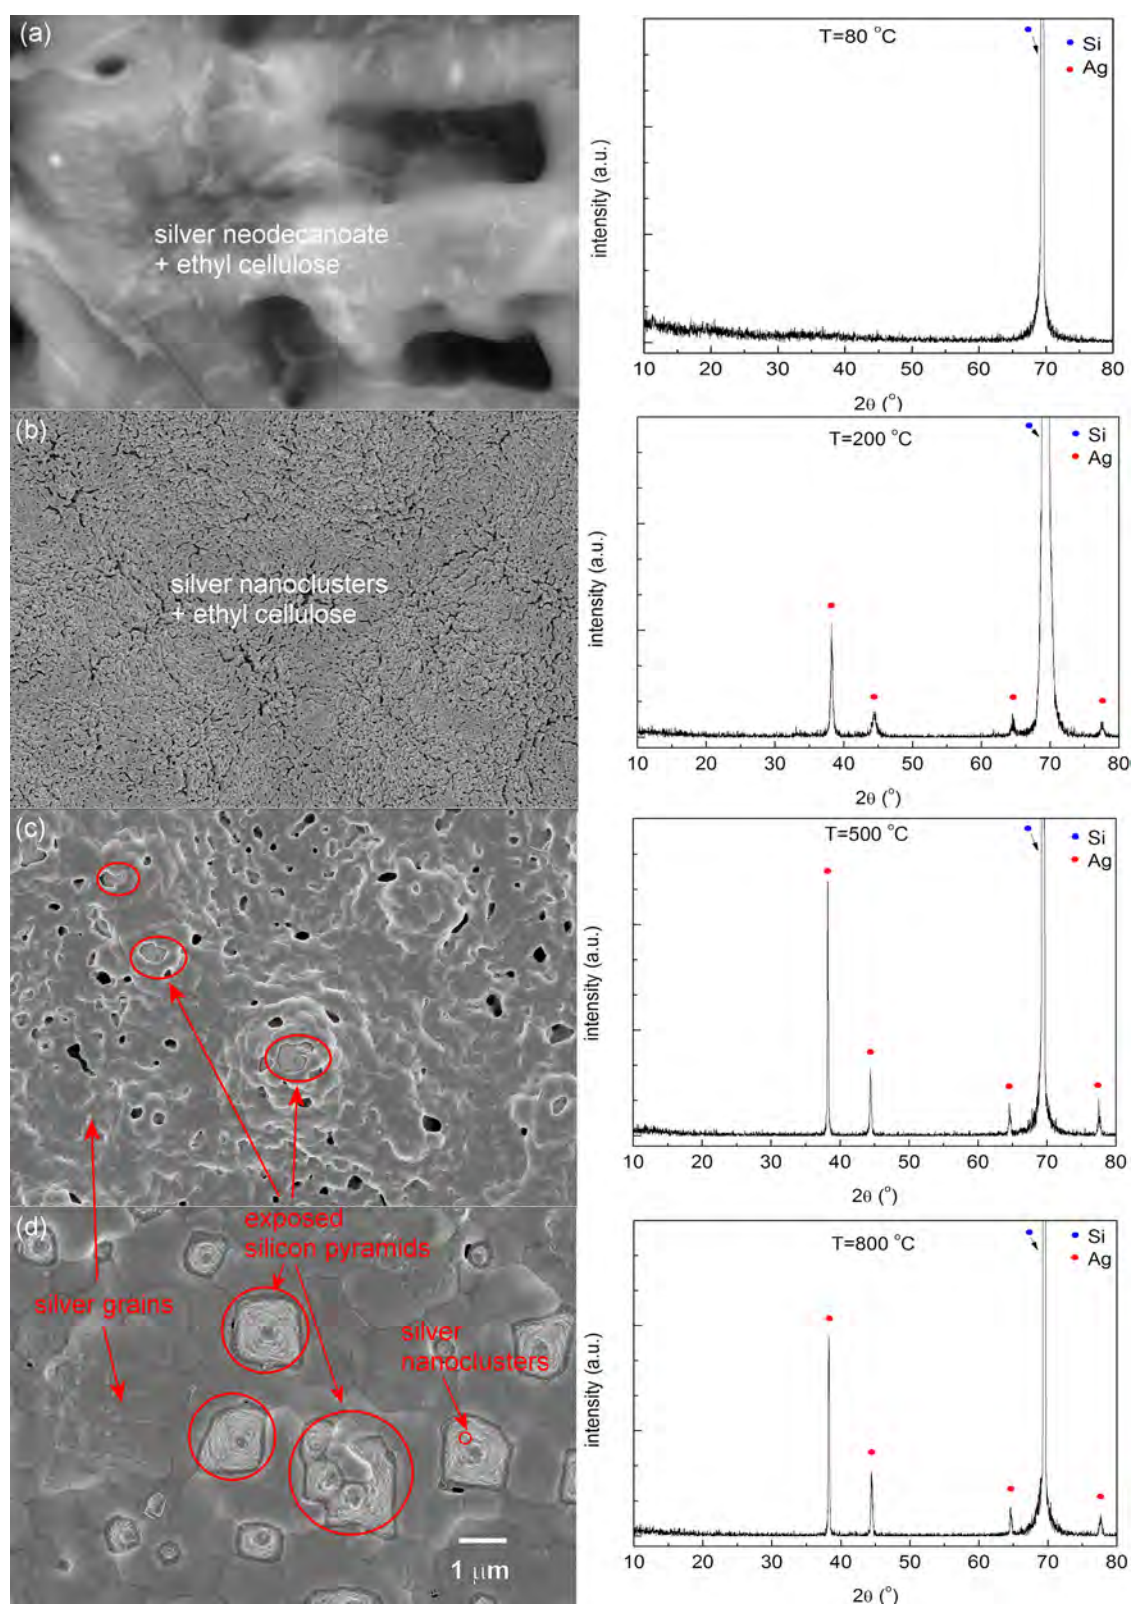 (a)
silver neodecanoate
+ ethyl cellulose
T=80 °C
Si
Ag
intensity (a.u.)
10 20 30 40 50 60 70 80
2θ (°)
(b)
silver nanoclusters
+ ethyl cellulose
T=200 °C
Si
Ag
intensity (a.u.)
10 20 30 40 50 60 70 80
2θ (°)
(c)
T=500 °C
Si
Ag
intensity (a.u.)
10 20 30 40 50 60 70 80
2θ (°)
(d)
exposed
silicon pyramids
silver grains
silver
nanoclusters
1 μm
T=800 °C
Si
Ag
intensity (a.u.)
10 20 30 40 50 60 70 80
2θ (°)